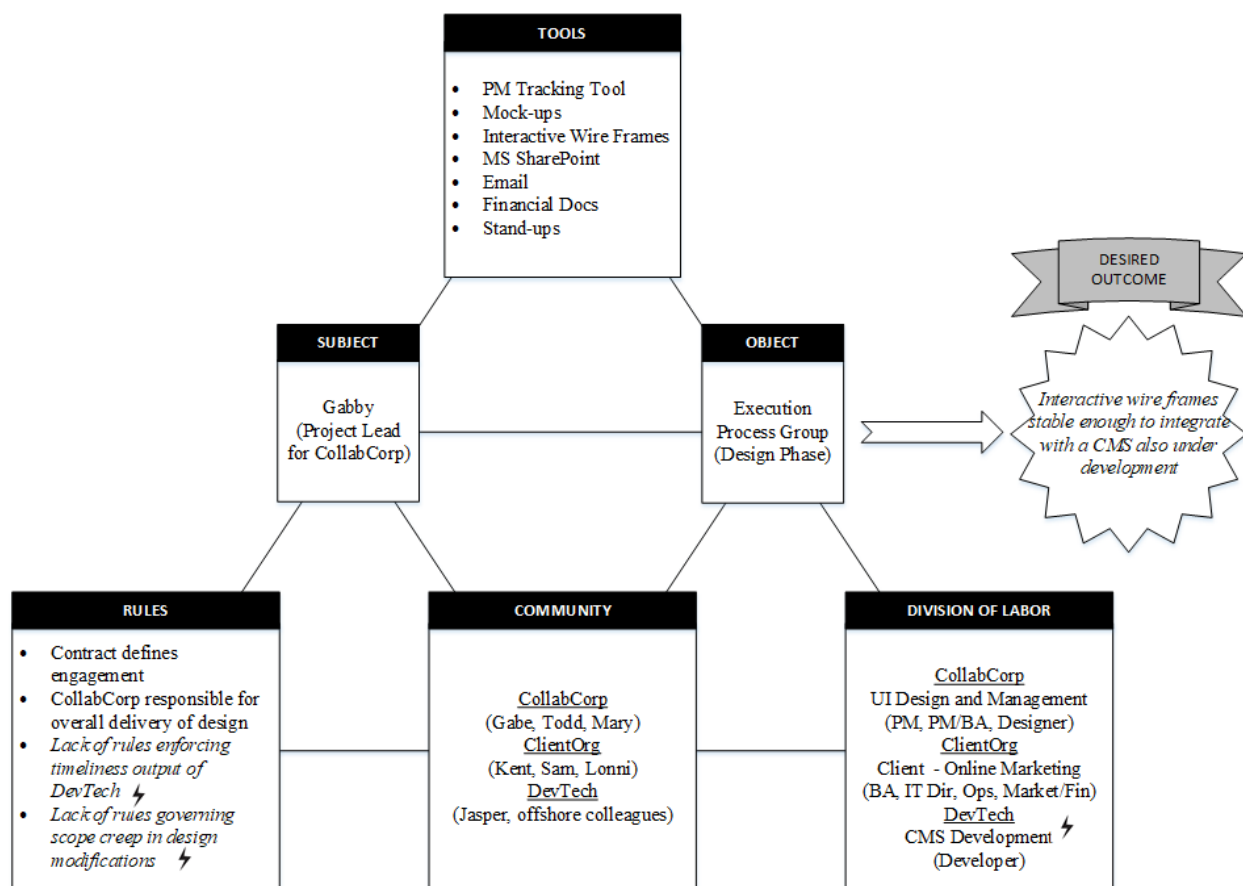 TOOLS
• PM Tracking Tool
• Mock-ups
• Interactive Wire Frames
• MS SharePoint
• Email
• Financial Docs
• Stand-ups
DESIRED
OUTCOME
SUBJECT
Gabby
(Project Lead
for CollabCorp)
OBJECT
Execution
Process Group
(Design Phase)
Interactive wire frames
stable enough to integrate
with a CMS also under
development
RULES
• Contract defines
engagement
• CollabCorp responsible for
overall delivery of design
• Lack of rules enforcing
timeliness output of
DevTech
• Lack of rules governing
scope creep in design
modifications
COMMUNITY
CollabCorp
(Gabe, Todd, Mary)
ClientOrg
(Kent, Sam, Lonni)
DevTech
(Jasper, offshore colleagues)
DIVISION OF LABOR
CollabCorp
UI Design and Management
(PM, PM/BA, Designer)
ClientOrg
Client - Online Marketing
(BA, IT Dir, Ops, Market/Fin)
DevTech
CMS Development
(Developer)